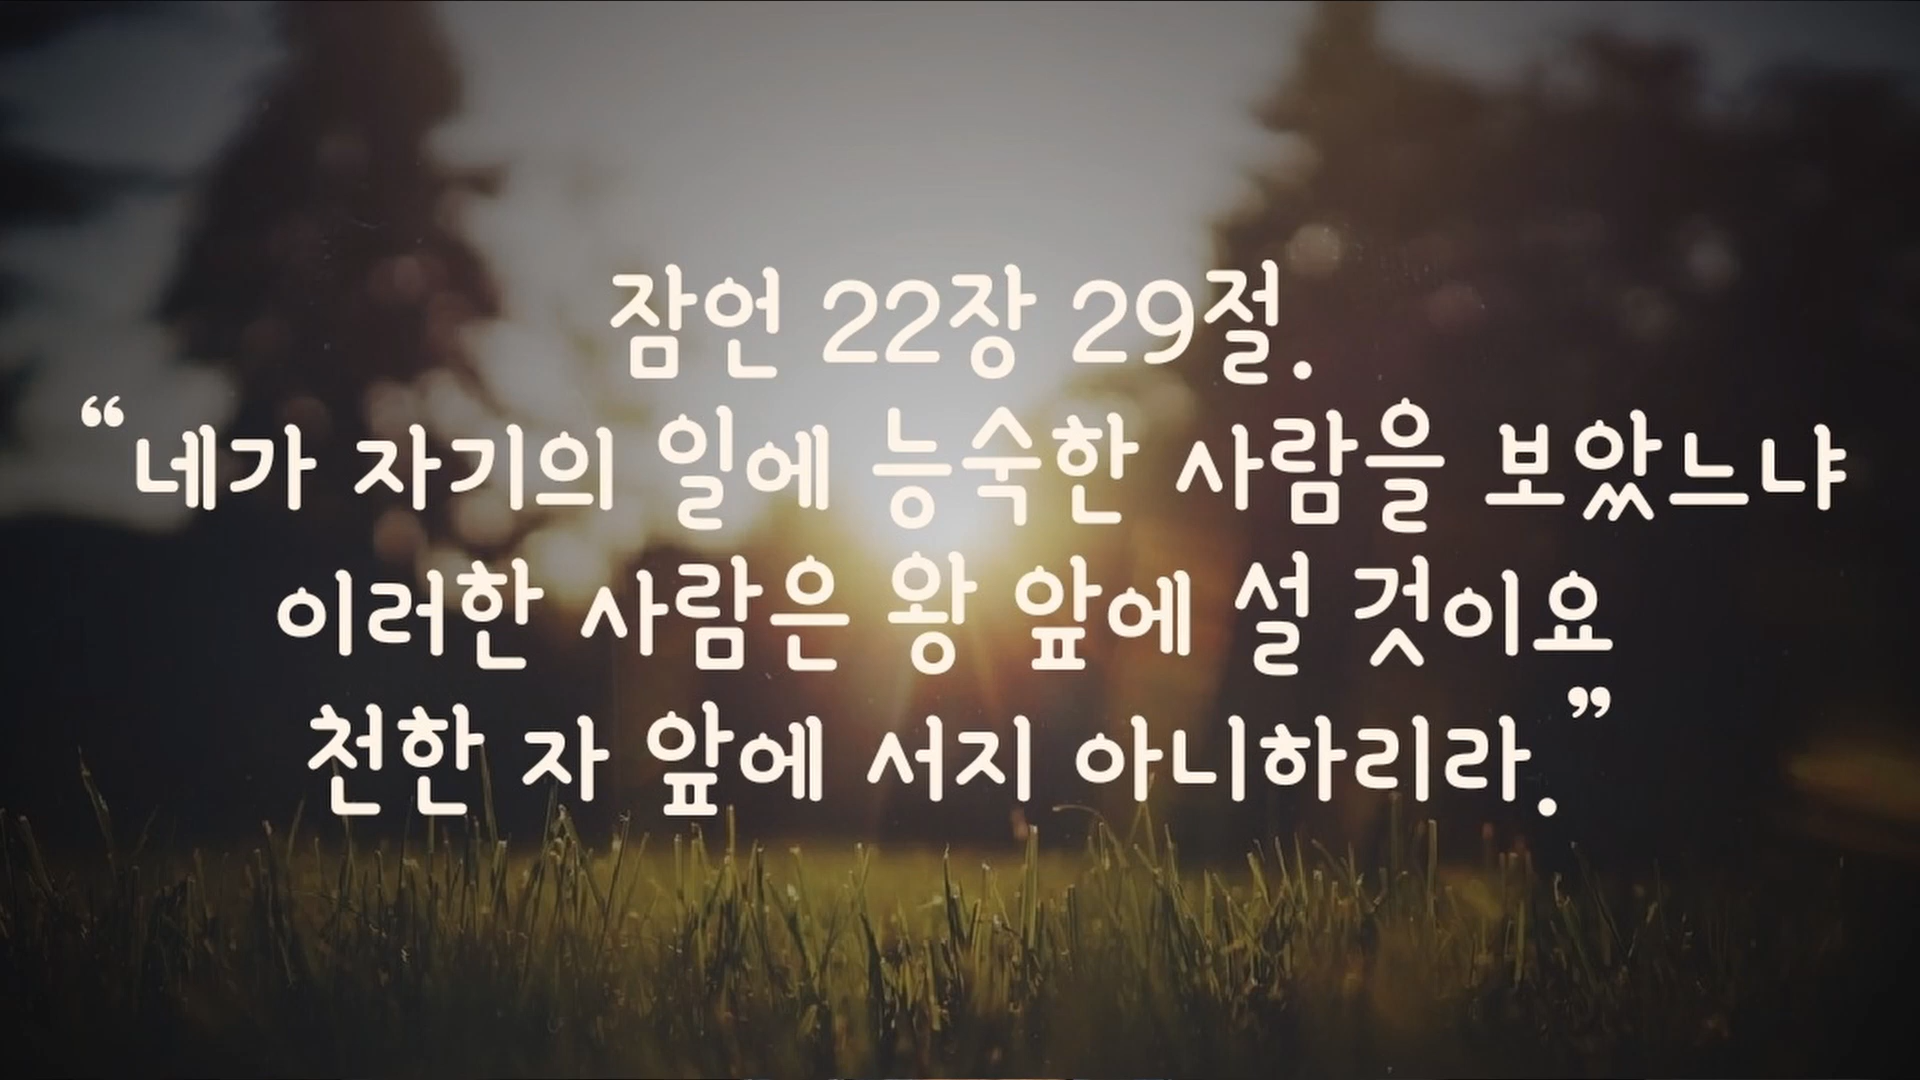 잠언 22장 29절.
“네가 자기의 일에 능숙한 사람을 보았느냐
이러한 사람은 왕 앞에 설 것이요
천한 자 앞에 서지 아니하리라.”